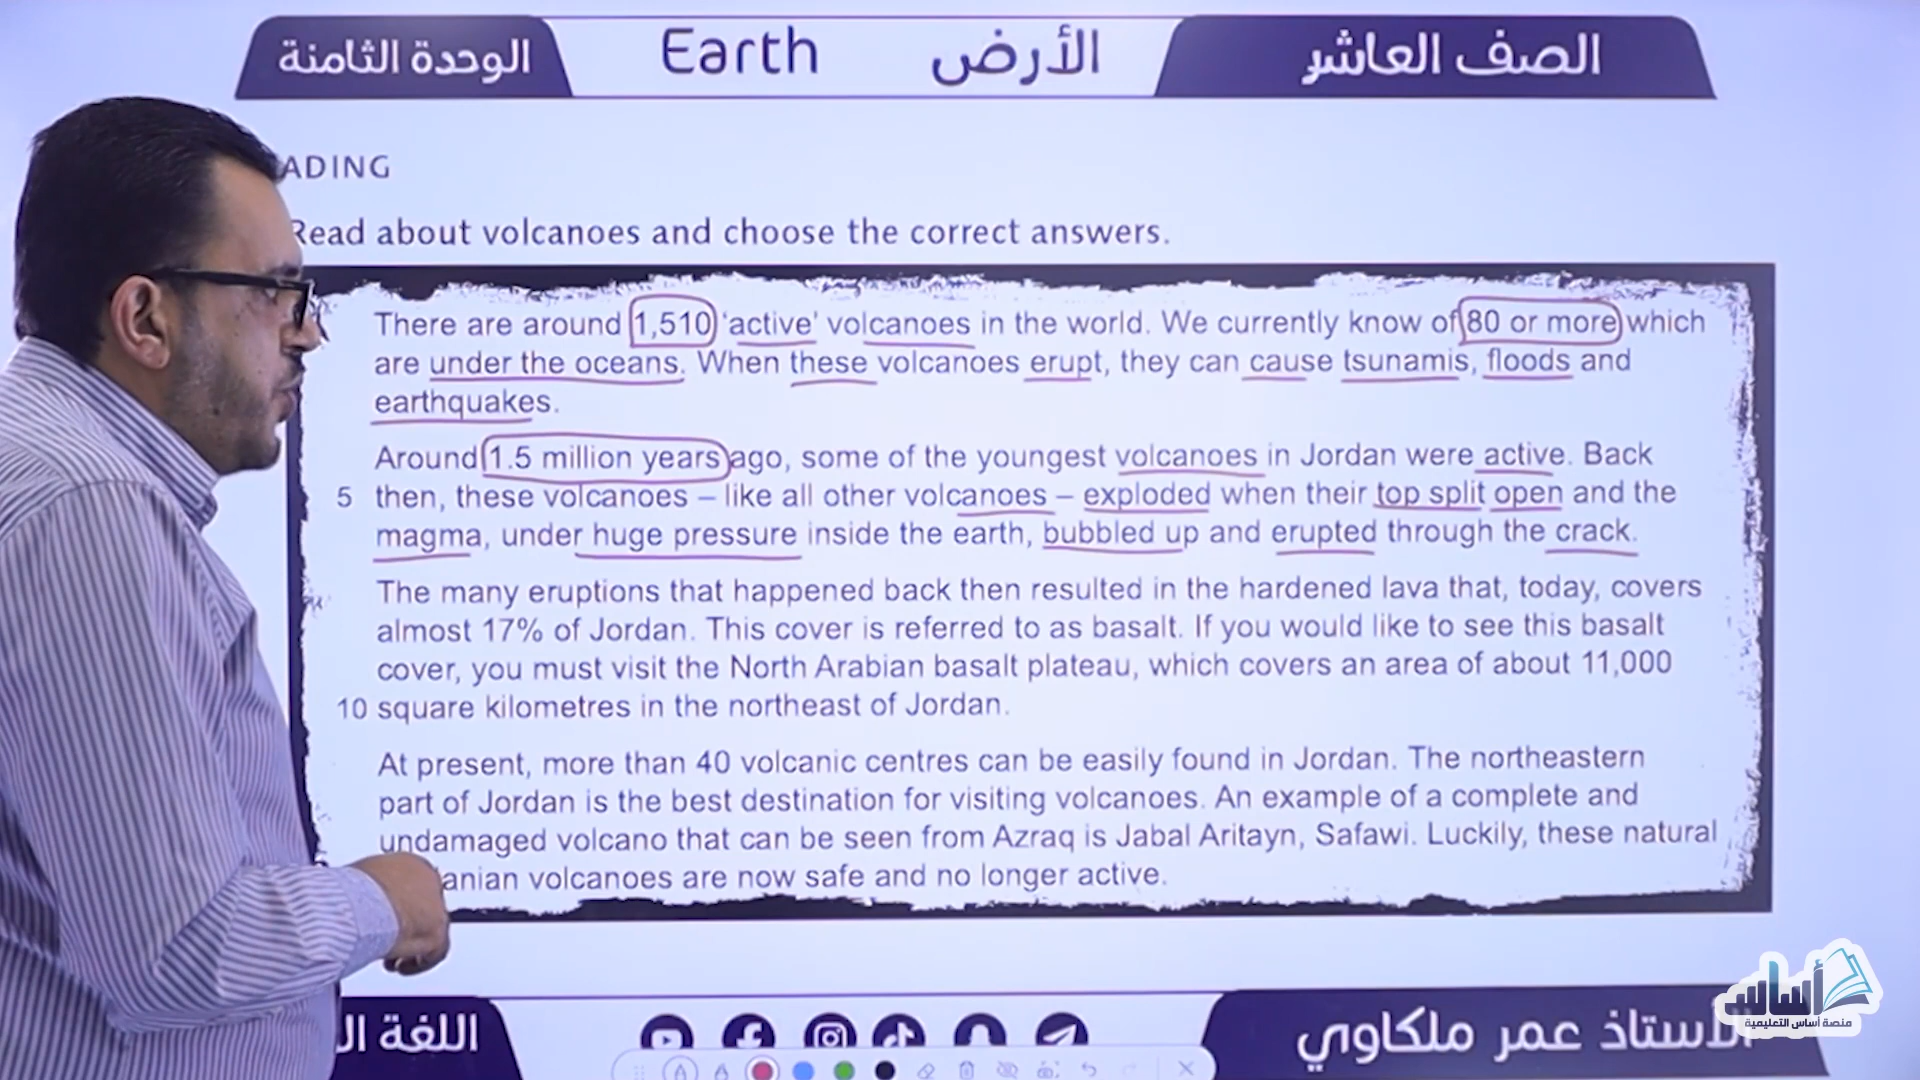 الصف العاشر
الأرض Earth
الوحدة الثامنة
ADING
Read about volcanoes and choose the correct answers.
There are around 1,510 'active' volcanoes in the world. We currently know of 80 or more which
are under the oceans. When these volcanoes erupt, they can cause tsunamis, floods and
earthquakes.
Around 1.5 million years ago, some of the youngest volcanoes in Jordan were active. Back
5 then, these volcanoes – like all other volcanoes – exploded when their top split open and the
magma, under huge pressure inside the earth, bubbled up and erupted through the crack.
The many eruptions that happened back then resulted in the hardened lava that, today, covers
almost 17% of Jordan. This cover is referred to as basalt. If you would like to see this basalt
cover, you must visit the North Arabian basalt plateau, which covers an area of about 11,000
10 square kilometres in the northeast of Jordan.
At present, more than 40 volcanic centres can be easily found in Jordan. The northeastern
part of Jordan is the best destination for visiting volcanoes. An example of a complete and
undamaged volcano that can be seen from Azraq is Jabal Aritayn, Safawi. Luckily, these natural
anian volcanoes are now safe and no longer active.
الأستاذ عمر ملكاوي
اللغة ال
أساس
منصة أساس التعليمية